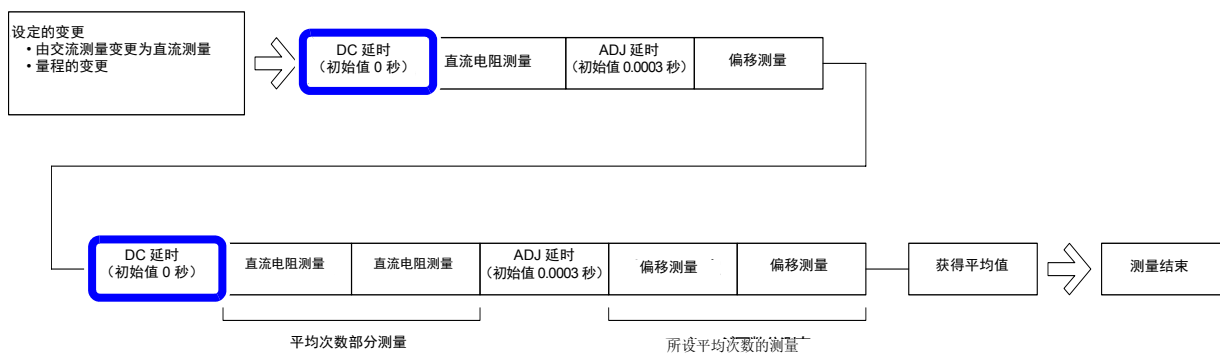 设定的变更
• 由交流测量变更为直流测量
• 量程的变更
DC 延时
（初始值 0 秒）
直流电阻测量
ADJ 延时
（初始值 0.0003 秒）
偏移测量
DC 延时
（初始值 0 秒）
直流电阻测量
直流电阻测量
ADJ 延时
（初始值 0.0003 秒）
偏移测量
偏移测量
获得平均值
测量结束
平均次数部分测量
所设平均次数的测量